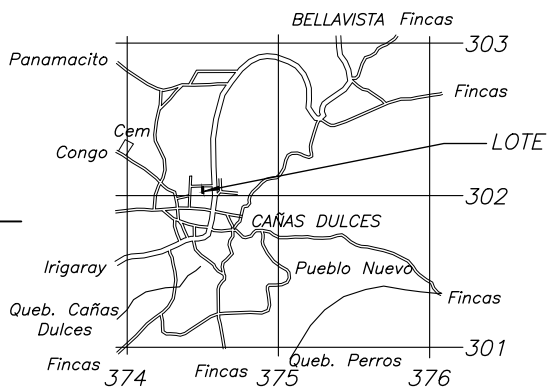 BELLAVISTA Fincas
303
Panamacito
Fincas
Cem
Congo
LOTE
302
CAÑAS DULCES
Irigaray
Pueblo Nuevo
Fincas
Queb. Cañas
Dulces
301
Fincas
Fincas
Queb. Perros
374
375
376